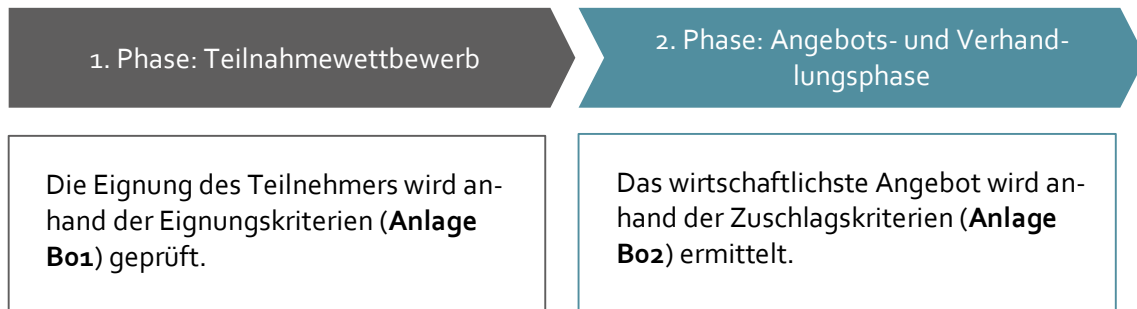 1. Phase: Teilnahmewettbewerb
2. Phase: Angebots- und Verhand-
lungsphase
Die Eignung des Teilnehmers wird an-
hand der Eignungskriterien (Anlage
B01) geprüft.
Das wirtschaftlichste Angebot wird an-
hand der Zuschlagskriterien (Anlage
B02) ermittelt.